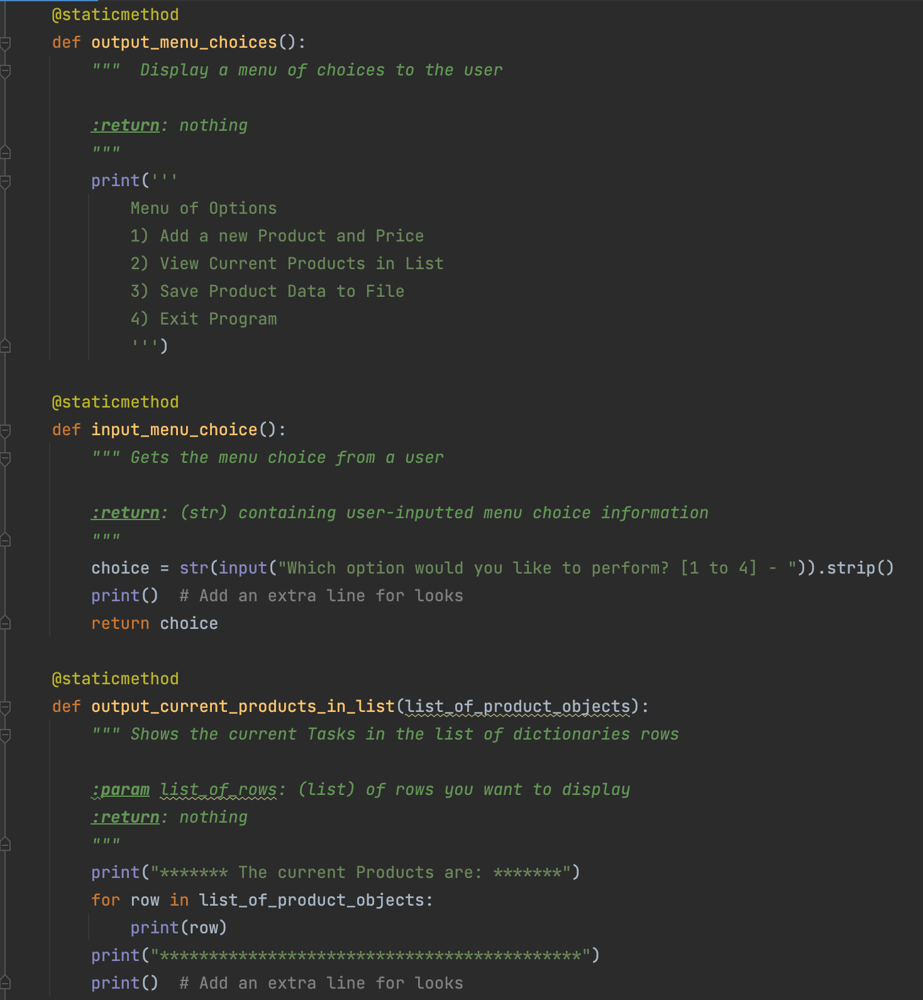 @staticmethod
def output_menu_choices():
    """  Display a menu of choices to the user

    :return: nothing
    """
    print('''
        Menu of Options
        1) Add a new Product and Price
        2) View Current Products in List
        3) Save Product Data to File
        4) Exit Program
        ''')

@staticmethod
def input_menu_choice():
    """ Gets the menu choice from a user

    :return: (str) containing user-inputted menu choice information
    """
    choice = str(input("Which option would you like to perform? [1 to 4] - ")).strip()
    print()  # Add an extra line for looks
    return choice

@staticmethod
def output_current_products_in_list(list_of_product_objects):
    """ Shows the current Tasks in the list of dictionaries rows

    :param list_of_rows: (list) of rows you want to display
    :return: nothing
    """
    print("******* The current Products are: *******")
    for row in list_of_product_objects:
        print(row)
    print("*******************************************")
    print()  # Add an extra line for looks